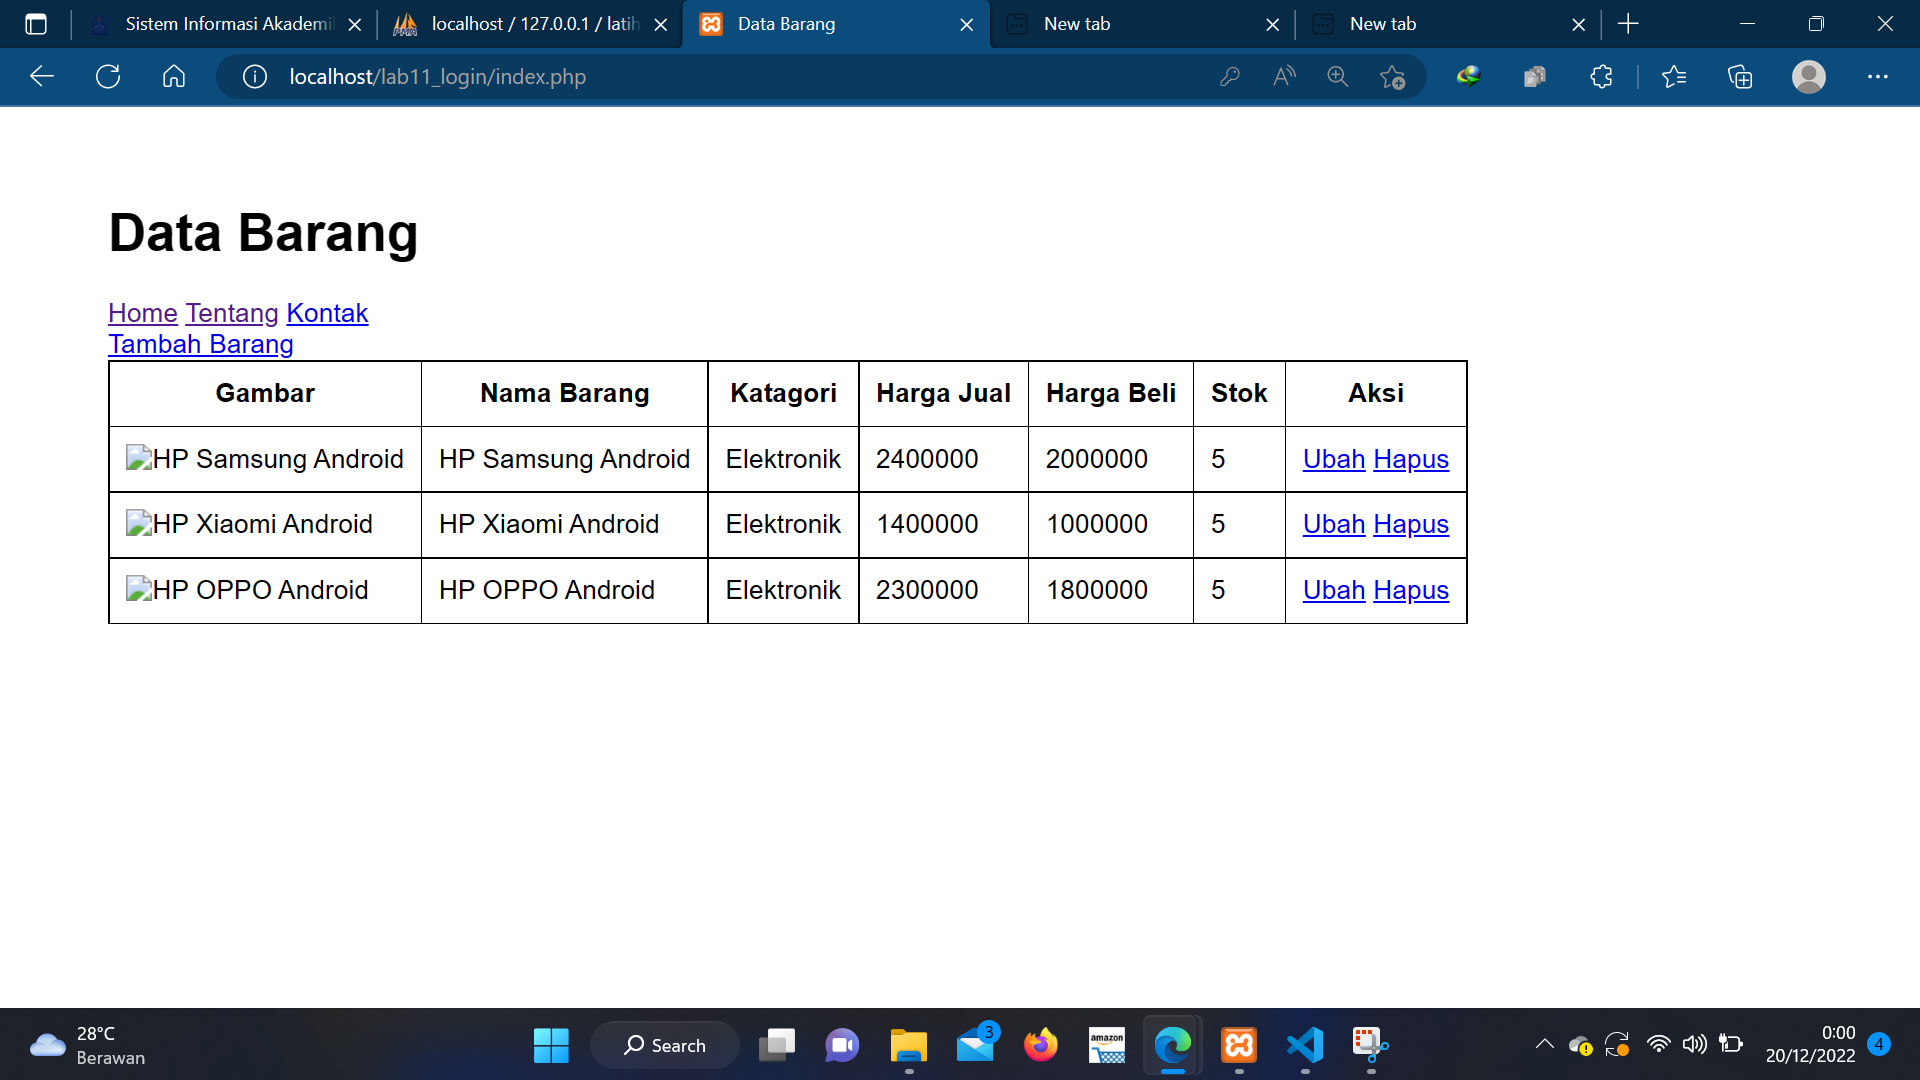 Sistem Informasi Akademi
localhost / 127.0.0.1 / latih
Data Barang
New tab
New tab
localhost/lab11_login/index.php
Data Barang
Home Tentang Kontak
Tambah Barang
Gambar Nama Barang Katagori Harga Jual Harga Beli Stok Aksi
HP Samsung Android HP Samsung Android Elektronik 2400000 2000000 5 Ubah Hapus
HP Xiaomi Android HP Xiaomi Android Elektronik 1400000 1000000 5 Ubah Hapus
HP OPPO Android HP OPPO Android Elektronik 2300000 1800000 5 Ubah Hapus
28°C
Berawan
Search
3
amazon
0:00
20/12/2022
4